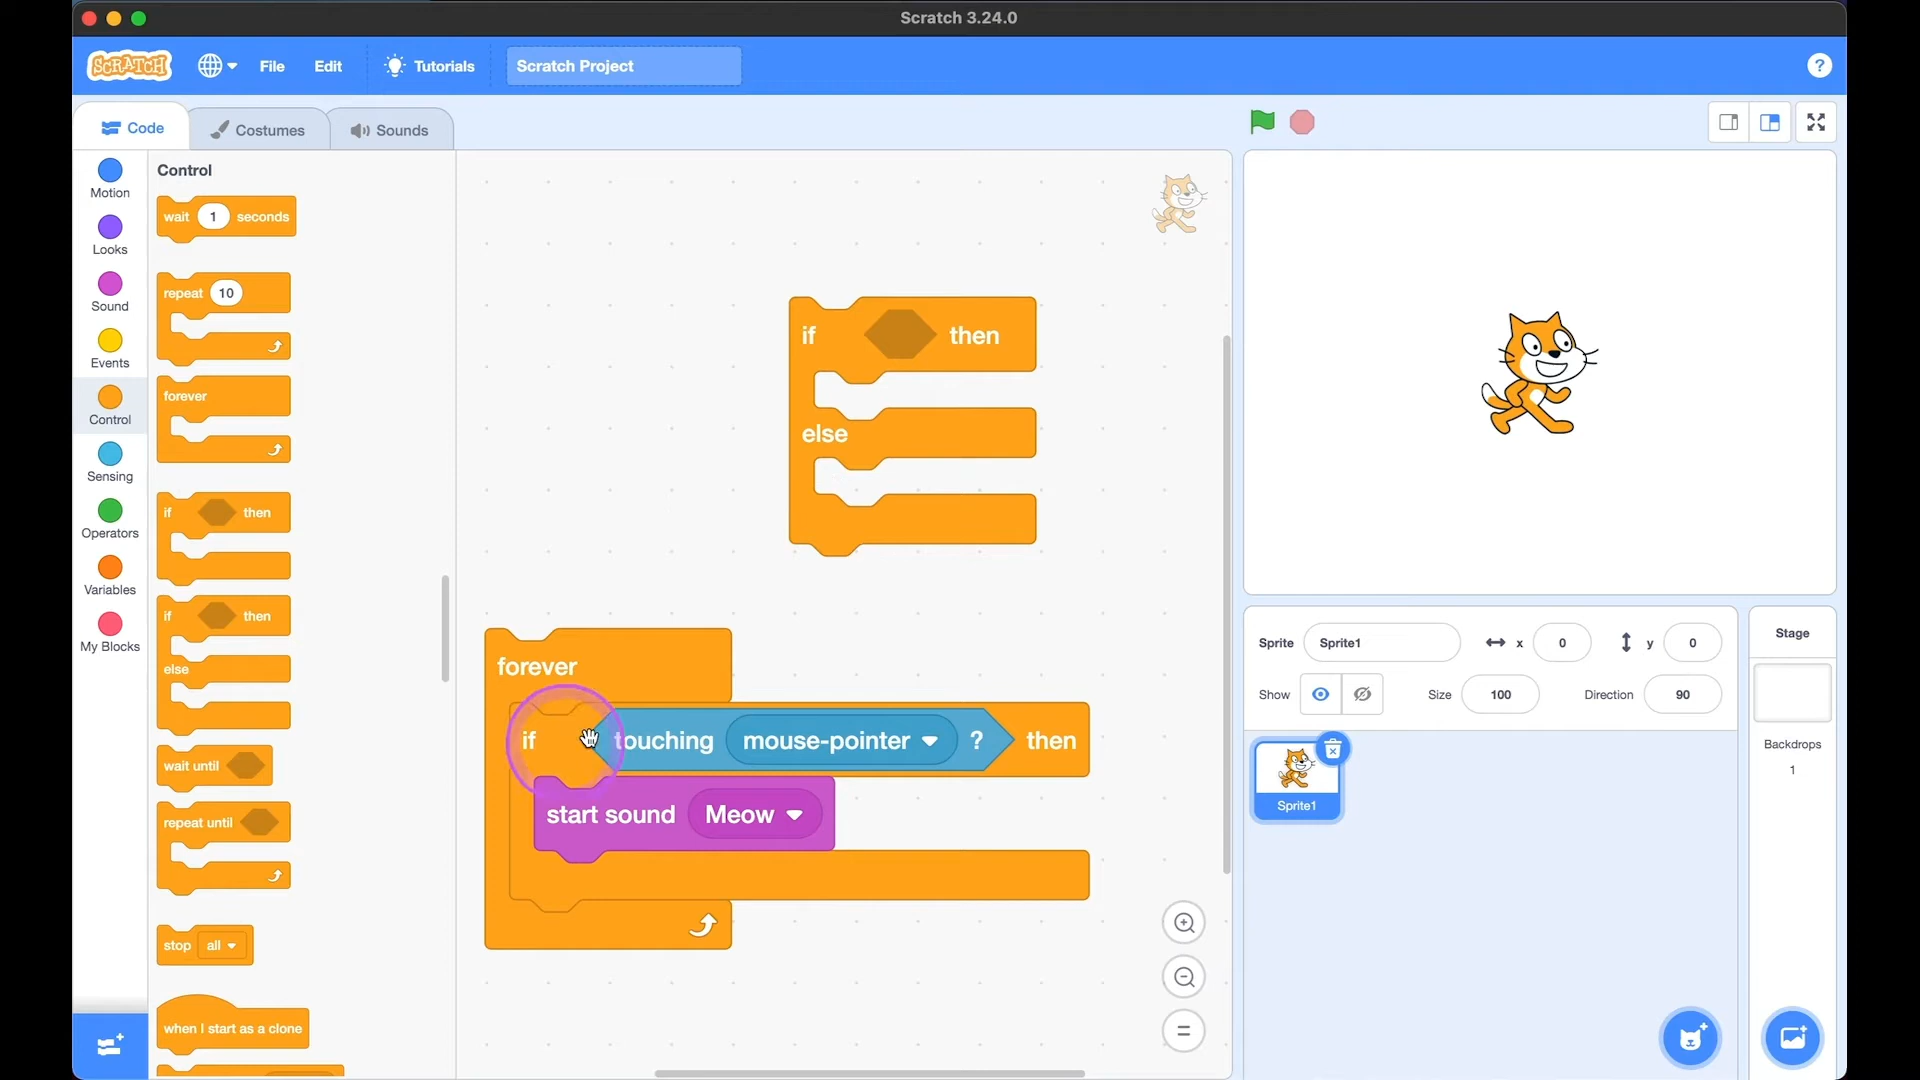 Scratch 3.24.0
SCRATCH
File
Edit
Tutorials
Scratch Project
?
Code
Costumes
Sounds
Motion
Looks
Sound
Events
Control
Sensing
Operators
Variables
My Blocks
Control
wait 1 seconds
repeat 10
forever
if then
if then
else
wait until
repeat until
stop all
when I start as a clone
if then
else
forever
if touching mouse-pointer ? then
start sound Meow
Sprite Sprite1 x 0 y 0
Show Size 100 Direction 90
Sprite1
Stage
Backdrops
1